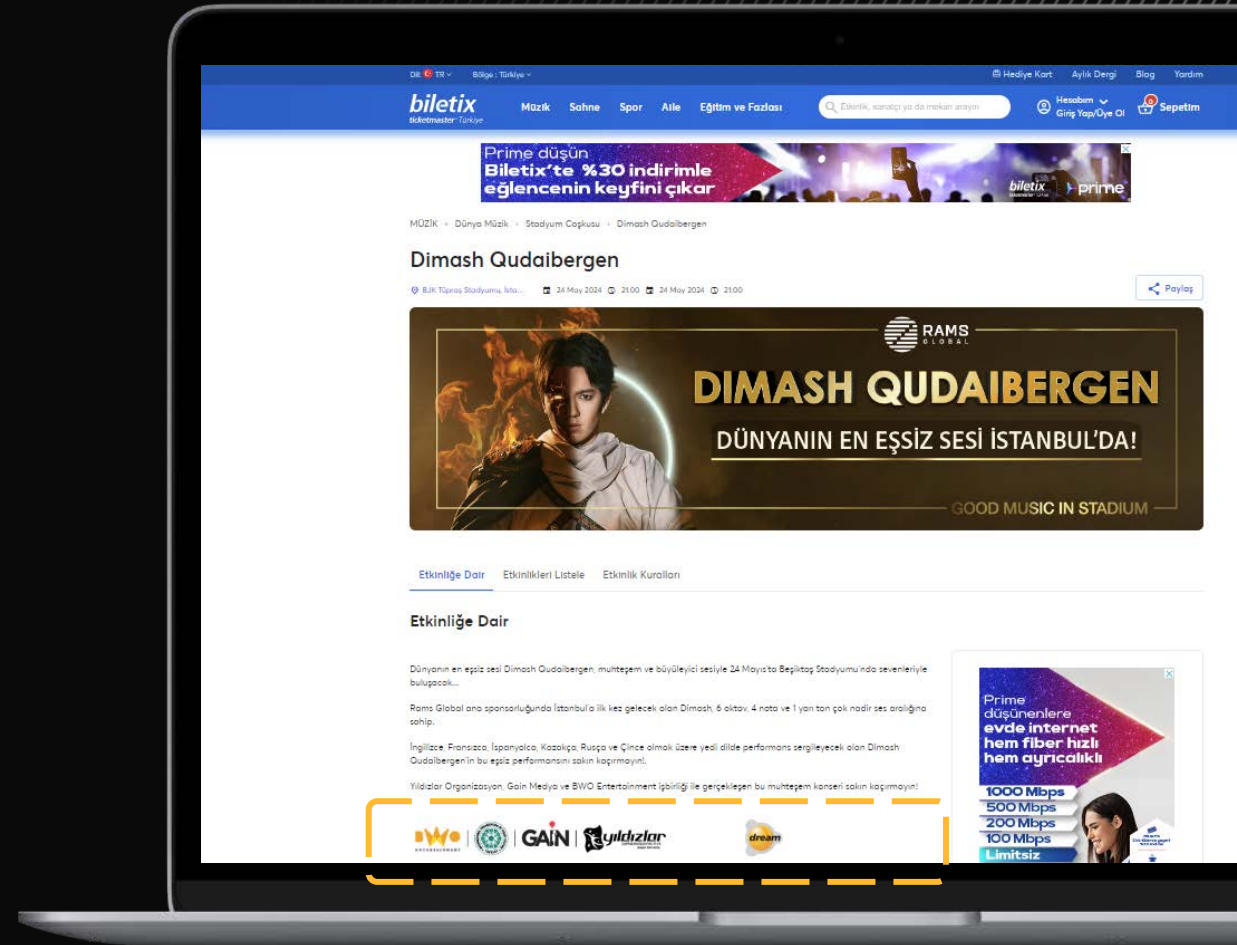 Dil: TR
Bölge : Türkiye
Hediye Kart Aylık Dergi Blog Yardım
biletix
ticketmaster Türkiye
Müzik Sahne Spor Aile Eğitim ve Fazlası
Etkinlik, sanatçı ya da mekan arayın
Hesabım
Giriş Yap/Üye Ol
0
Sepetim
Prime düşün
Biletix'te %30 indirimle
eğlencenin keyfini çıkar
biletix prime
MÜZİK Dünya Müzik Stadyum Coşkusu Dimash Qudaibergen
Dimash Qudaibergen
BJK Tüpraş Stadyumu, İsta... 24 May 2024 21:00 24 May 2024 21:00
Paylaş
RAMS
GLOBAL
DIMASH QUDAIBERGEN
DÜNYANIN EN EŞSİZ SESİ İSTANBUL'DA!
GOOD MUSIC IN STADIUM
Etkinliğe Dair Etkinlikleri Listele Etkinlik Kuralları
Etkinliğe Dair
Dünyanın en eşsiz sesi Dimash Qudaibergen, muhteşem ve büyüleyici sesiyle 24 Mayıs'ta Beşiktaş Stadyumu'nda sevenleriyle
buluşacak...
Rams Global ana sponsorluğunda İstanbul'a ilk kez gelecek olan Dimash, 6 oktav, 4 nota ve 1 yarı ton çok nadir ses aralığına
sahip.
İngilizce, Fransızca, İspanyolca, Kazakça, Rusça ve Çince olmak üzere yedi dilde performans sergileyecek olan Dimash
Qudaibergen'in bu eşsiz performansını sakın kaçırmayın!.
Yıldızlar Organizasyon, Gain Medya ve BWO Entertainment işbirliği ile gerçekleşen bu muhteşem konseri sakın kaçırmayın!
BWO
ENTERTAINMENT
GAİN
yıldızlar
dream
Prime
düşünenlere
evde internet
hem fiber hızlı
hem ayrıcalıklı
1000 Mbps
500 Mbps
200 Mbps
100 Mbps
Limitsiz